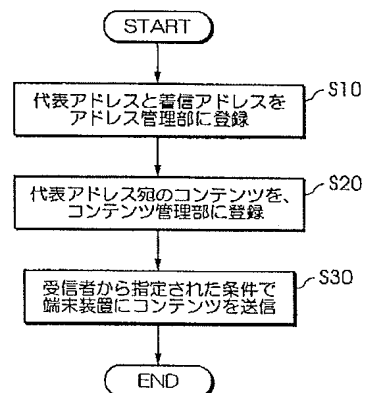 START
S10
代表アドレスと着信アドレスを
アドレス管理部に登録
S20
代表アドレス宛のコンテンツを、
コンテンツ管理部に登録
S30
受信者から指定された条件で
端末装置にコンテンツを送信
END